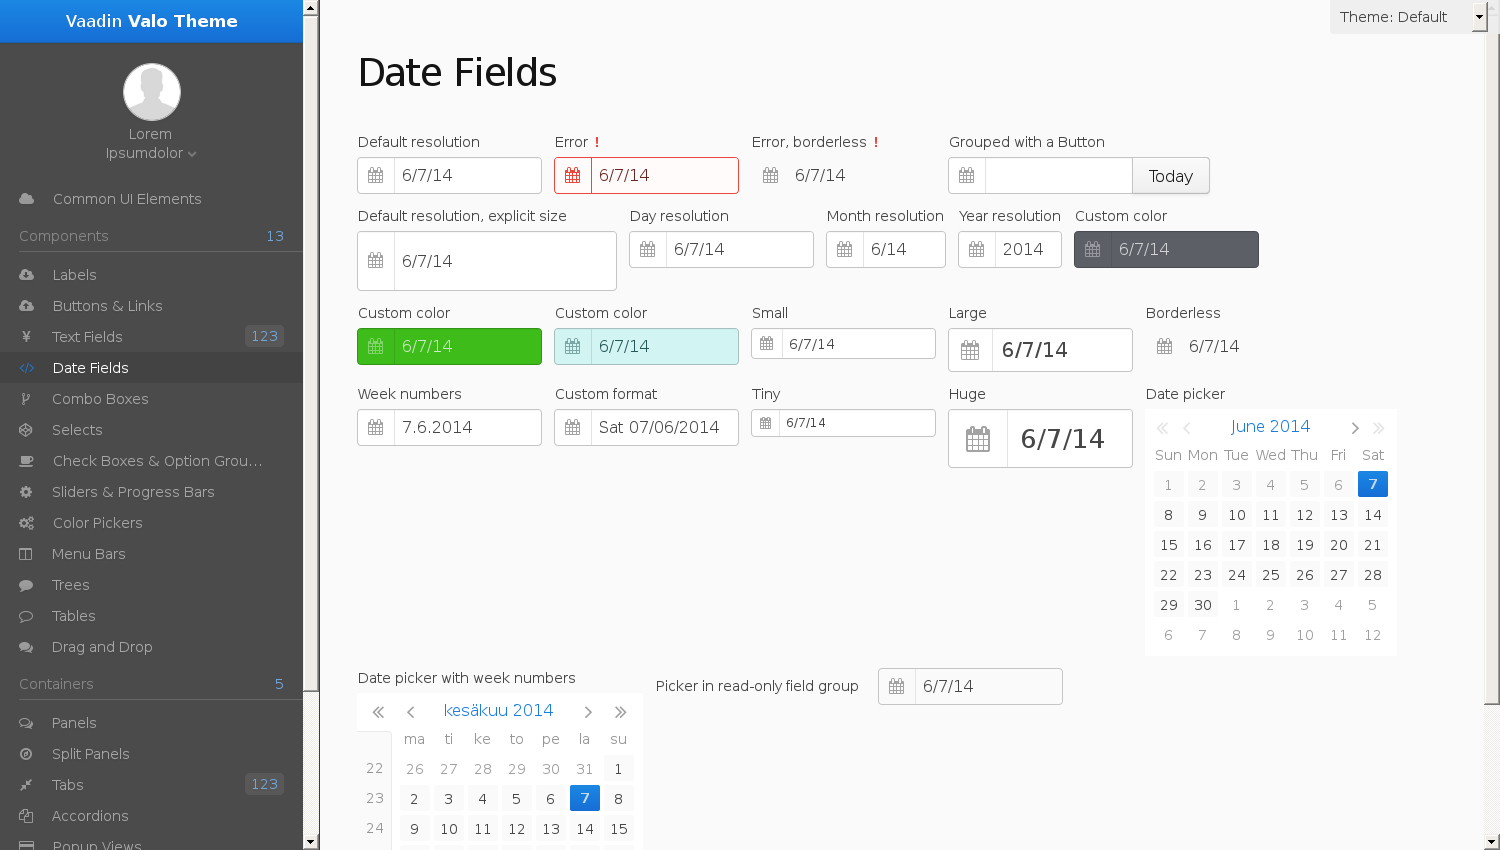 Vaadin Valo Theme
Lorem
Ipsumdolor
Common UI Elements
Components 13
Labels
Buttons & Links
Text Fields 123
Date Fields
Combo Boxes
Selects
Check Boxes & Option Grou...
Sliders & Progress Bars
Color Pickers
Menu Bars
Trees
Tables
Drag and Drop
Containers 5
Panels
Split Panels
Tabs 123
Accordions
Popup Views
Theme: Default
Date Fields
Default resolution Error ! Error, borderless ! Grouped with a Button
6/7/14 6/7/14 6/7/14 Today
Default resolution, explicit size Day resolution Month resolution Year resolution Custom color
6/7/14 6/7/14 6/14 2014 6/7/14
Custom color Custom color Small Large Borderless
6/7/14 6/7/14 6/7/14 6/7/14 6/7/14
Week numbers Custom format Tiny Huge Date picker
7.6.2014 Sat 07/06/2014 6/7/14 6/7/14
June 2014
Sun Mon Tue Wed Thu Fri Sat
1 2 3 4 5 6 7
8 9 10 11 12 13 14
15 16 17 18 19 20 21
22 23 24 25 26 27 28
29 30 1 2 3 4 5
6 7 8 9 10 11 12
Date picker with week numbers
kesäkuu 2014
ma ti ke to pe la su
22 26 27 28 29 30 31 1
23 2 3 4 5 6 7 8
24 9 10 11 12 13 14 15
Picker in read-only field group 6/7/14